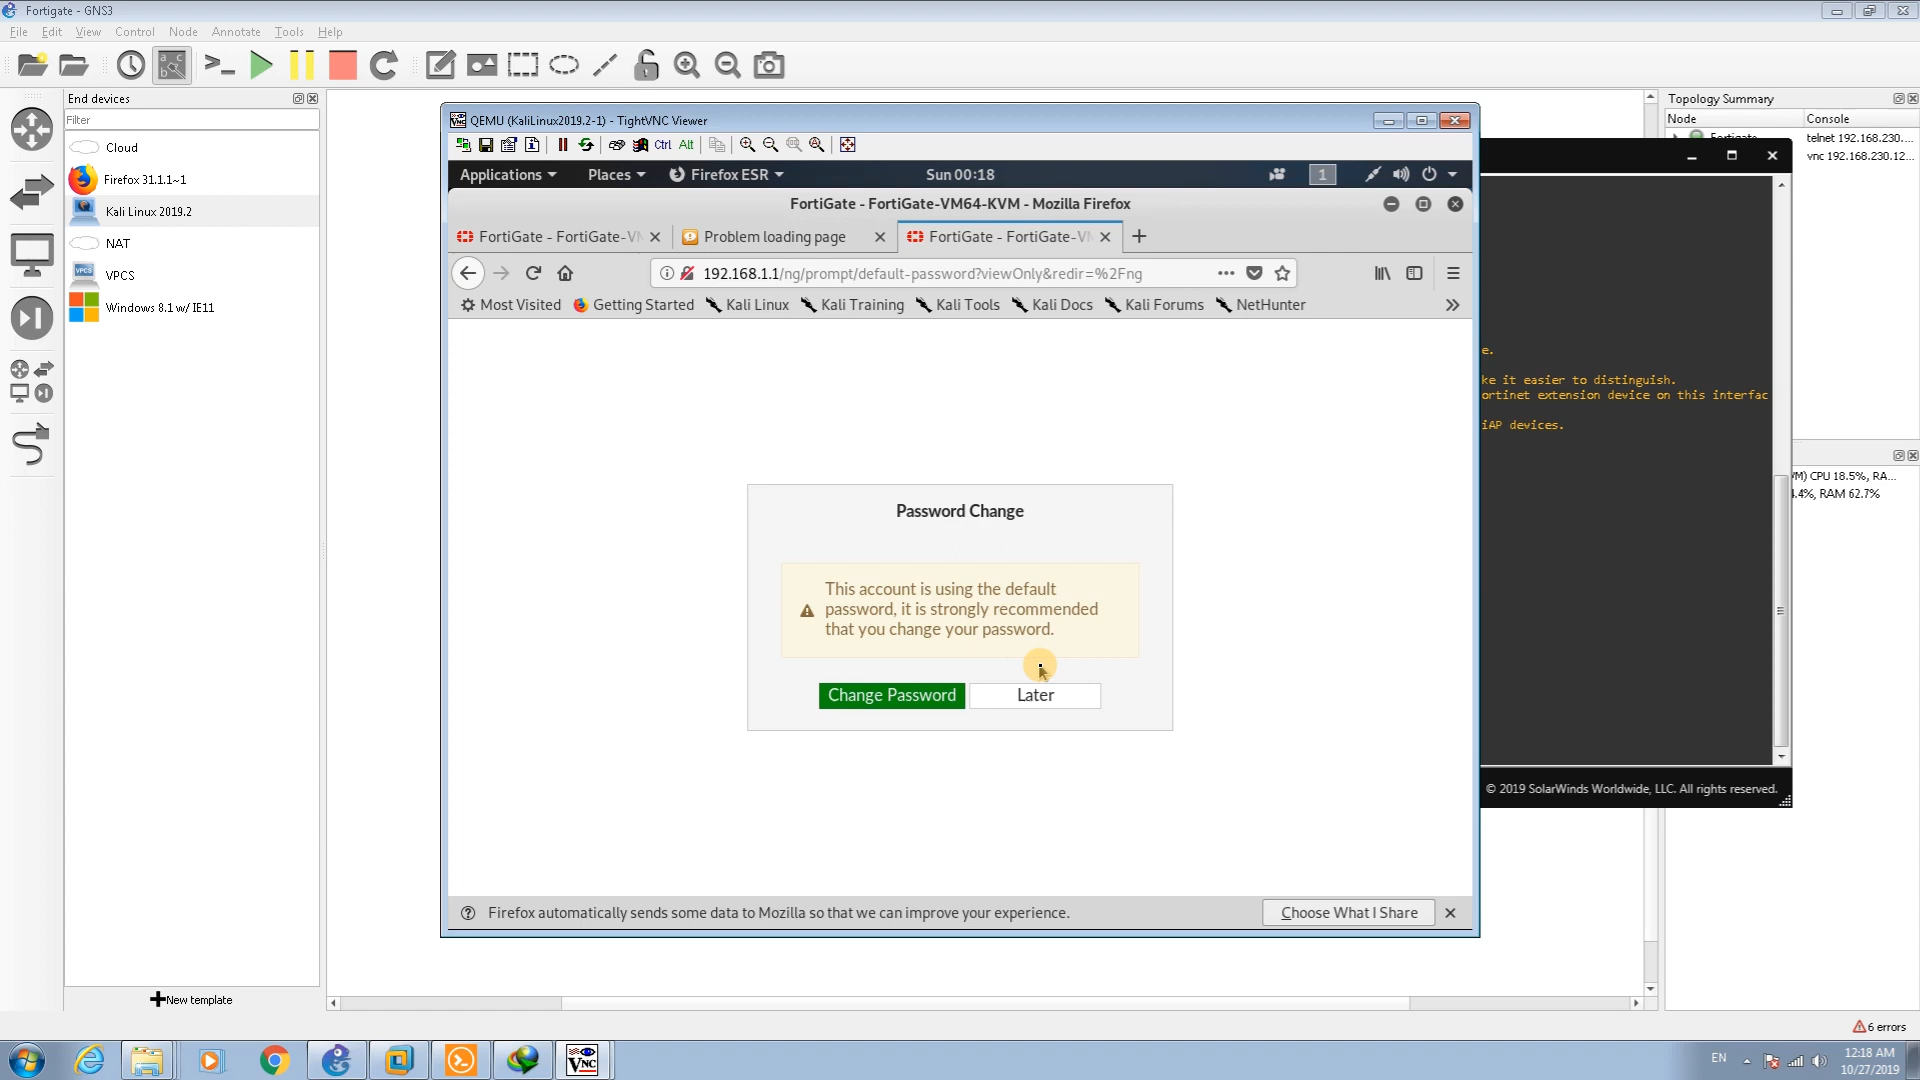 Fortigate - GNS3
File Edit View Control Node Annotate Tools Help
End devices
Filter
Cloud
Firefox 31.1.1~1
Kali Linux 2019.2
NAT
VPCS
Windows 8.1 w/ IE11
New template
QEMU (KaliLinux2019.2-1) - TightVNC Viewer
Ctrl Alt
Applications Places Firefox ESR Sun 00:18 1
FortiGate - FortiGate-VM64-KVM - Mozilla Firefox
FortiGate - FortiGate-VM Problem loading page FortiGate - FortiGate-VM
192.168.1.1/ng/prompt/default-password?viewOnly&redir=%2Fng
Most Visited Getting Started Kali Linux Kali Training Kali Tools Kali Docs Kali Forums NetHunter
Password Change
This account is using the default
password, it is strongly recommended
that you change your password.
Change Password Later
Firefox automatically sends some data to Mozilla so that we can improve your experience. Choose What I Share
e.
ke it easier to distinguish.
ortinet extension device on this interfac
iAP devices.
© 2019 SolarWinds Worldwide, LLC. All rights reserved.
Topology Summary
Node Console
Fortigate telnet 192.168.230....
vnc 192.168.230.12...
VM) CPU 18.5%, RA...
.4%, RAM 62.7%
6 errors
EN
12:18 AM
10/27/2019